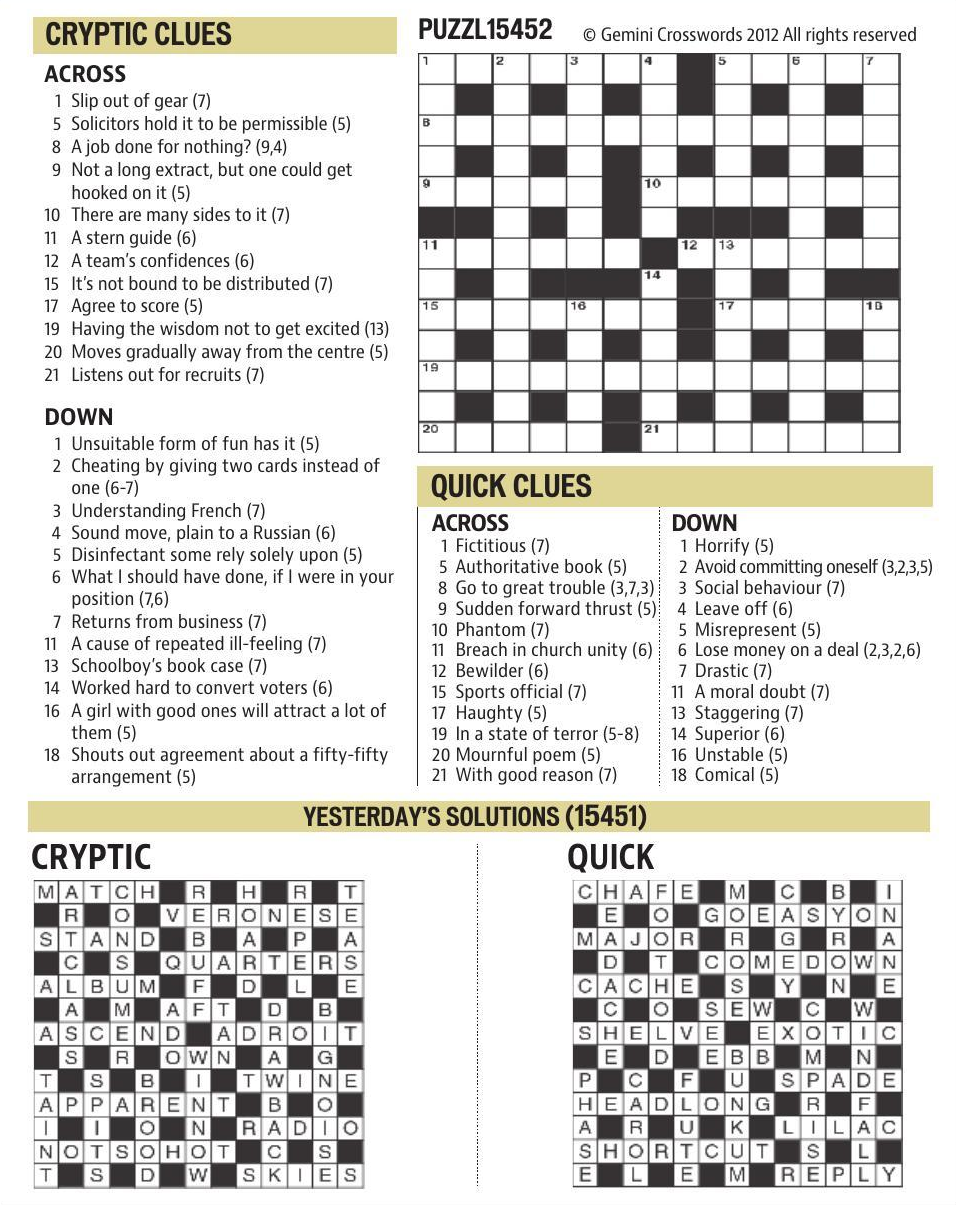 CRYPTIC CLUES
ACROSS
1 Slip out of gear (7)
5 Solicitors hold it to be permissible (5)
8 A job done for nothing? (9,4)
9 Not a long extract, but one could get
hooked on it (5)
10 There are many sides to it (7)
11 A stern guide (6)
12 A team's confidences (6)
15 It's not bound to be distributed (7)
17 Agree to score (5)
19 Having the wisdom not to get excited (13)
20 Moves gradually away from the centre (5)
21 Listens out for recruits (7)
DOWN
1 Unsuitable form of fun has it (5)
2 Cheating by giving two cards instead of
one (6-7)
3 Understanding French (7)
4 Sound move, plain to a Russian (6)
5 Disinfectant some rely solely upon (5)
6 What I should have done, if I were in your
position (7,6)
7 Returns from business (7)
11 A cause of repeated ill-feeling (7)
13 Schoolboy's book case (7)
14 Worked hard to convert voters (6)
16 A girl with good ones will attract a lot of
them (5)
18 Shouts out agreement about a fifty-fifty
arrangement (5)
PUZZL15452 © Gemini Crosswords 2012 All rights reserved
1 2 3 4 5 6 7
8
9 10
11 12 13
14
15 16 17 18
19
20 21
QUICK CLUES
ACROSS
1 Fictitious (7)
5 Authoritative book (5)
8 Go to great trouble (3,7,3)
9 Sudden forward thrust (5)
10 Phantom (7)
11 Breach in church unity (6)
12 Bewilder (6)
15 Sports official (7)
17 Haughty (5)
19 In a state of terror (5-8)
20 Mournful poem (5)
21 With good reason (7)
DOWN
1 Horrify (5)
2 Avoid committing oneself (3,2,3,5)
3 Social behaviour (7)
4 Leave off (6)
5 Misrepresent (5)
6 Lose money on a deal (2,3,2,6)
7 Drastic (7)
11 A moral doubt (7)
13 Staggering (7)
14 Superior (6)
16 Unstable (5)
18 Comical (5)
YESTERDAY'S SOLUTIONS (15451)
CRYPTIC
M A T C H R H R T
R O V E R O N E S E
S T A N D B A P A
C S Q U A R T E R S
A L B U M F D L E
A M A F T D B
A S C E N D A D R O I T
S R O W N A G
T S B I T W I N E
A P P A R E N T B O
I I O N R A D I O
N O T S O H O T C S
T S D W S K I E S
QUICK
C H A F E M C B I
E O G O E A S Y O N
M A J O R R G R A
D T C O M E D O W N
C A C H E S Y N E
C O S E W C W
S H E L V E E X O T I C
E D E B B M N
P C F U S P A D E
H E A D L O N G R F
A R U K L I L A C
S H O R T C U T S L
E L E M R E P L Y